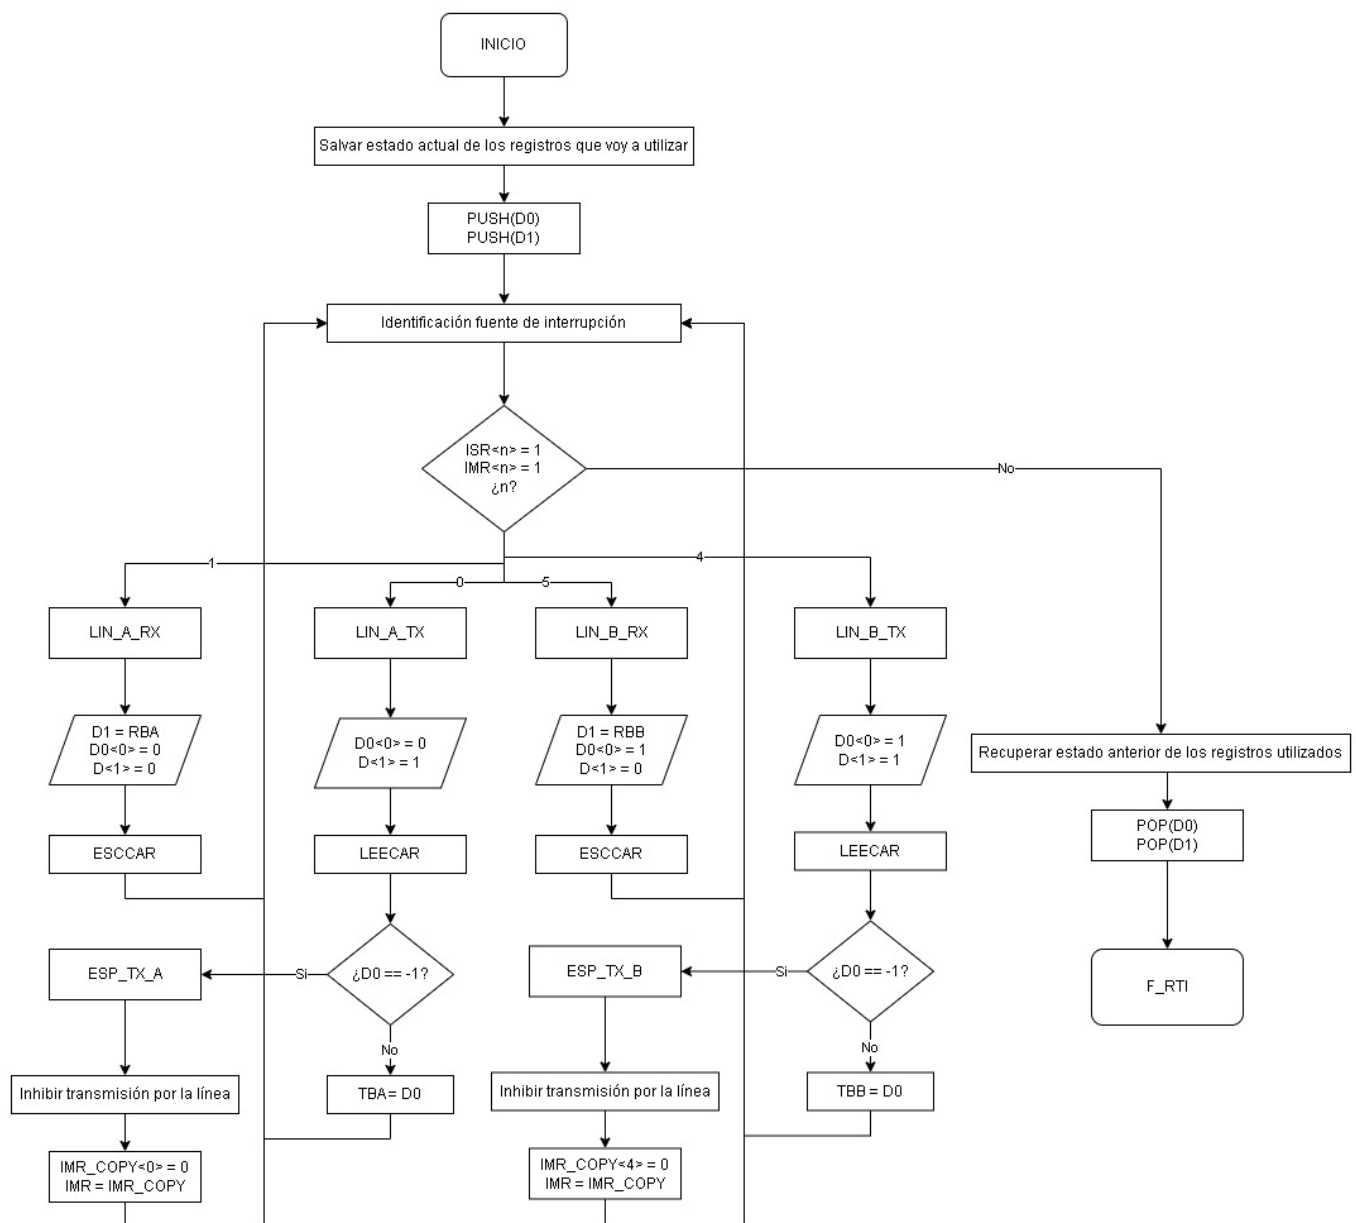 INICIO
Salvar estado actual de los registros que voy a utilizar
PUSH(D0)
PUSH(D1)
Identificación fuente de interrupción
ISR<n> = 1
IMR<n> = 1
¿n?
No
1
0
5
4
LIN_A_RX
LIN_A_TX
LIN_B_RX
LIN_B_TX
D1 = RBA
D0<0> = 0
D<1> = 0
D0<0> = 0
D<1> = 1
D1 = RBB
D0<0> = 1
D<1> = 0
D0<0> = 1
D<1> = 1
Recuperar estado anterior de los registros utilizados
POP(D0)
POP(D1)
F_RTI
ESCCAR
LEECAR
ESCCAR
LEECAR
ESP_TX_A
Si
¿D0 == -1?
ESP_TX_B
Si
¿D0 == -1?
No
No
Inhibir transmisión por la línea
TBA= D0
Inhibir transmisión por la línea
TBB = D0
IMR_COPY<0> = 0
IMR = IMR_COPY
IMR_COPY<4> = 0
IMR = IMR_COPY